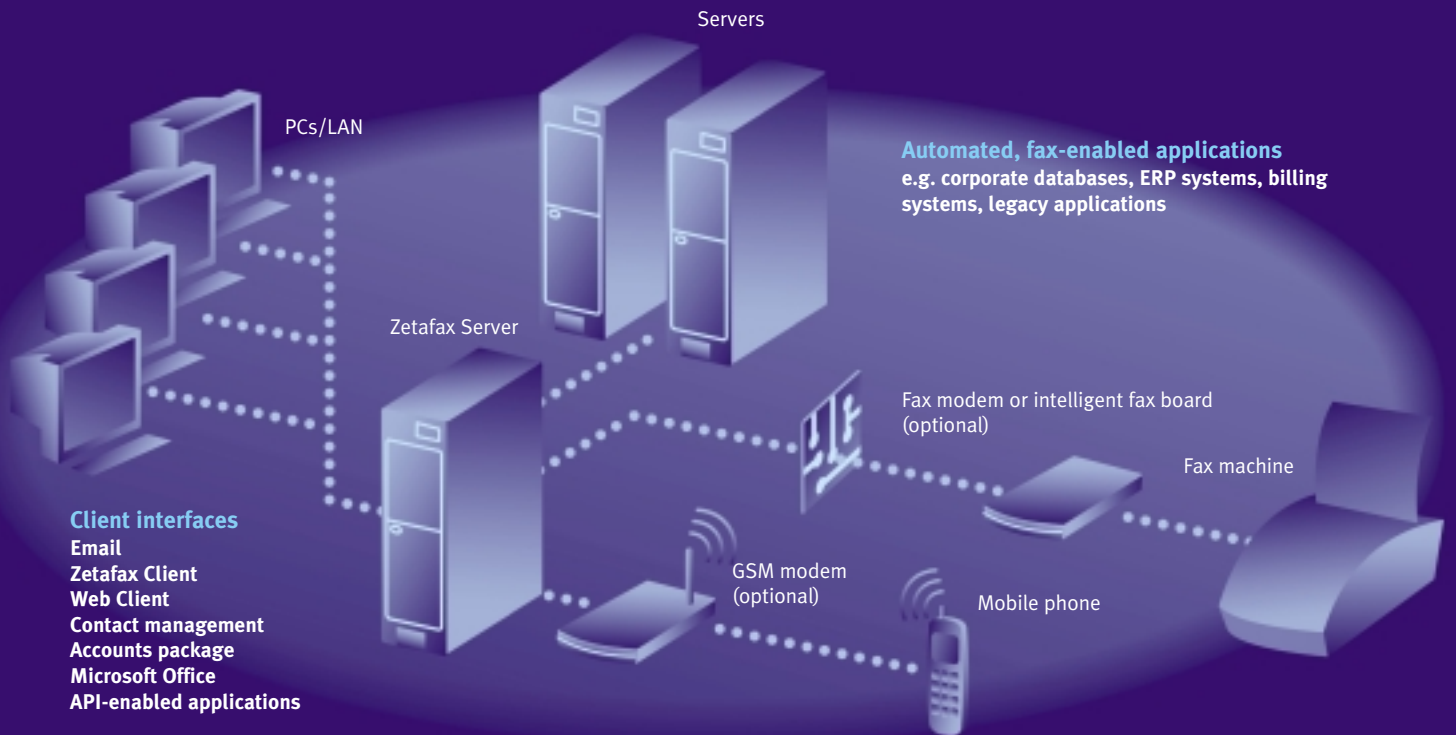 Servers
PCs/LAN
Automated, fax-enabled applications
e.g. corporate databases, ERP systems, billing
systems, legacy applications
Zetafax Server
Fax modem or intelligent fax board
(optional)
Fax machine
Client interfaces
Email
Zetafax Client
Web Client
Contact management
Accounts package
Microsoft Office
API-enabled applications
GSM modem
(optional)
Mobile phone